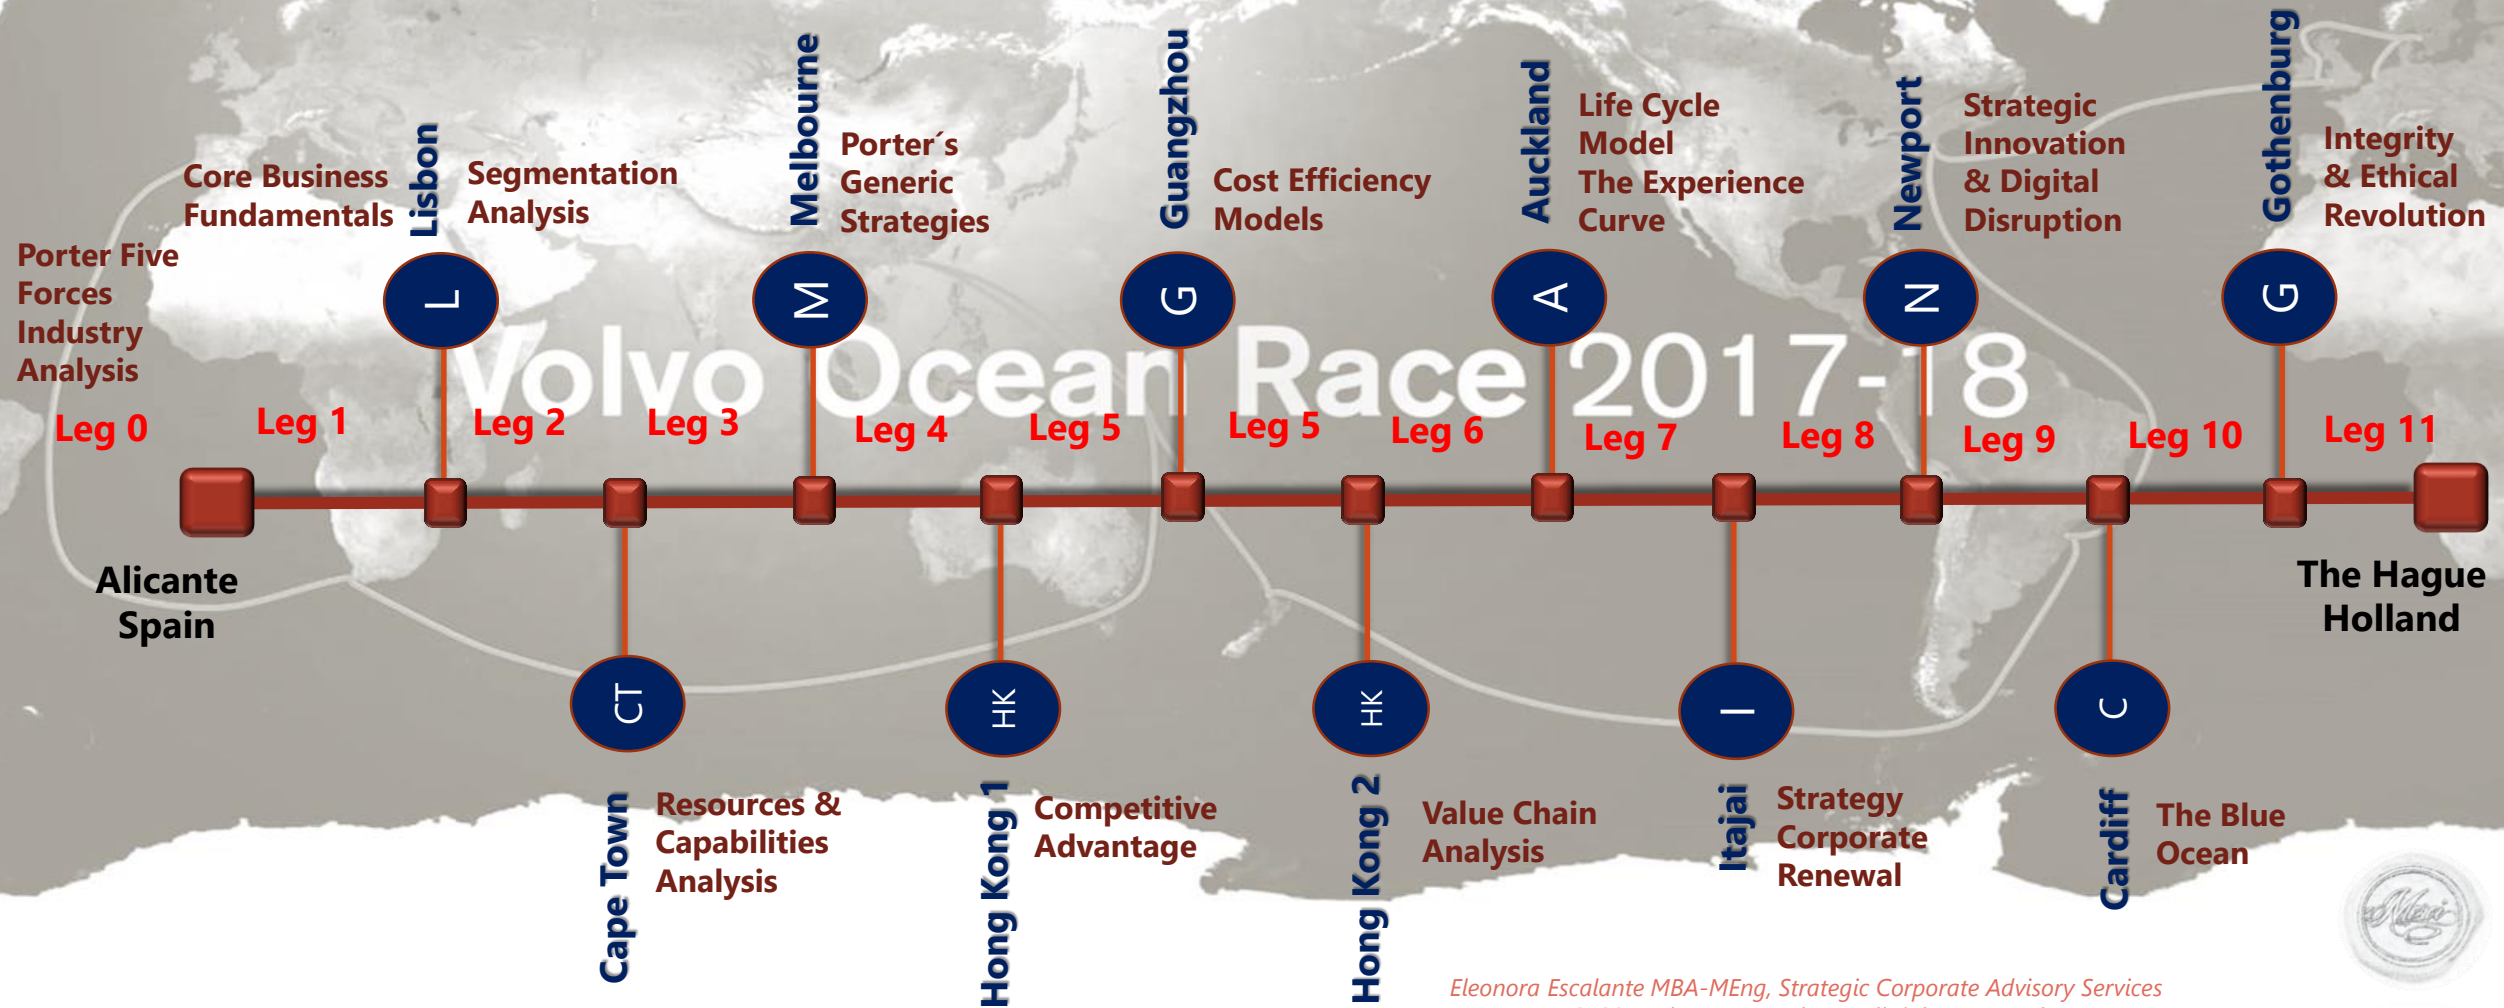 Volvo Ocean Race 2017-18
Porter Five
Forces
Industry
Analysis
Leg 0
Alicante
Spain
Core Business
Fundamentals
Leg 1
Lisbon
L
Segmentation
Analysis
Leg 2
CT
Cape Town
Resources &
Capabilities
Analysis
Leg 3
Melbourne
M
Porter´s
Generic
Strategies
Leg 4
HK
Hong Kong 1
Competitive
Advantage
Leg 5
Guangzhou
G
Cost Efficiency
Models
Leg 5
HK
Hong Kong 2
Value Chain
Analysis
Leg 6
Auckland
A
Life Cycle
Model
The Experience
Curve
Leg 7
I
Itajai
Strategy
Corporate
Renewal
Leg 8
Newport
N
Strategic
Innovation
& Digital
Disruption
Leg 9
C
Cardiff
The Blue
Ocean
Leg 10
Gothenburg
G
Integrity
& Ethical
Revolution
Leg 11
The Hague
Holland
Eleonora Escalante MBA-MEng, Strategic Corporate Advisory Services